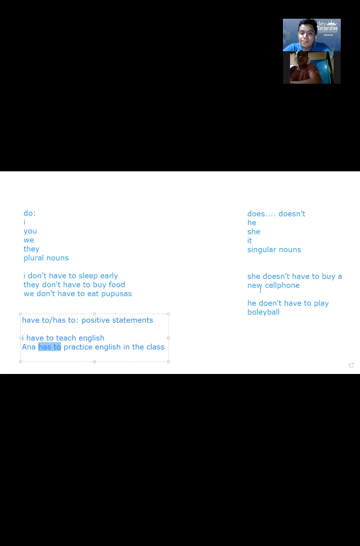 do:
i
you
we
they
plural nouns
i don't have to sleep early
they don't have to buy food
we don't have to eat pupusas
have to/has to: positive statements
i have to teach english
Ana has to practice english in the class
does.... doesn't
he
she
it
singular nouns
she doesn't have to buy a
new cellphone
he doen't have to play
boleyball